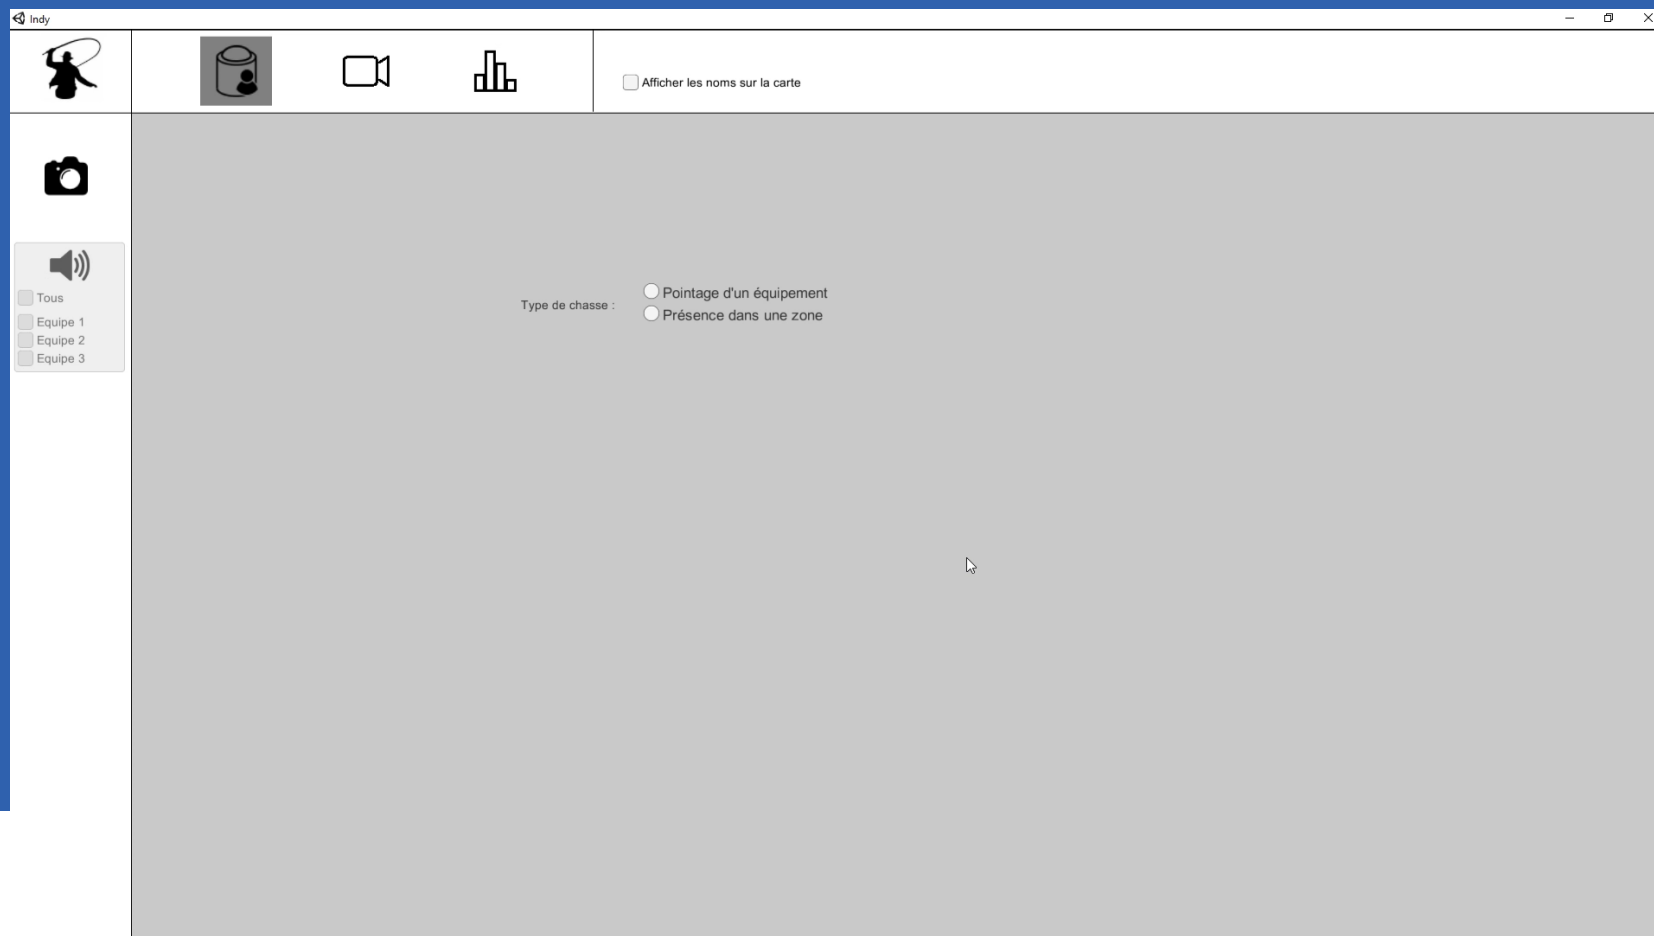 Indy
Afficher les noms sur la carte
Tous
Equipe 1
Equipe 2
Equipe 3
Type de chasse :
Pointage d'un équipement
Présence dans une zone